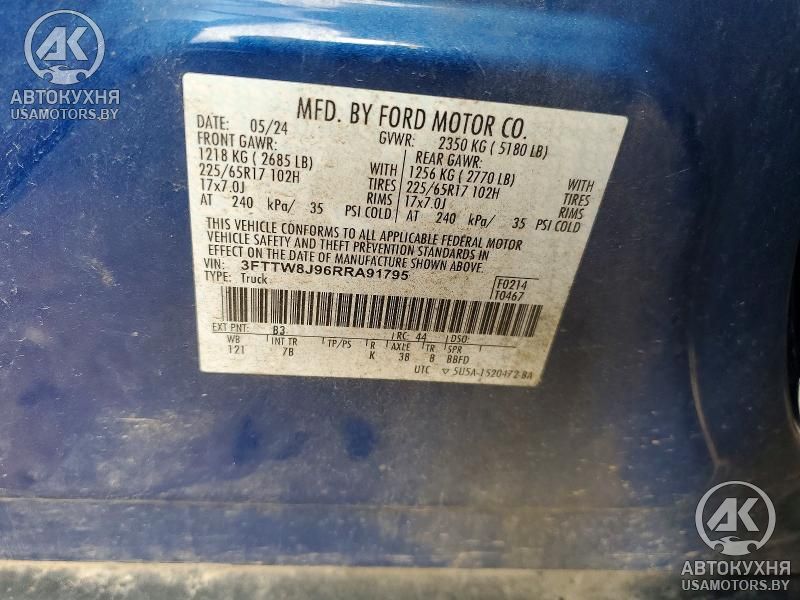 AK
АВТОКУХНЯ
USAMOTORS.BY
MFD. BY FORD MOTOR CO.
DATE: 05/24 GVWR: 2350 KG ( 5180 LB)
FRONT GAWR: REAR GAWR:
1218 KG ( 2685 LB) WITH 1256 KG ( 2770 LB) WITH
225/65R17 102H TIRES 225/65R17 102H TIRES
17x7.0J RIMS 17x7.0J RIMS
AT 240 kPa/ 35 PSI COLD AT 240 kPa/ 35 PSI COLD
THIS VEHICLE CONFORMS TO ALL APPLICABLE FEDERAL MOTOR
VEHICLE SAFETY AND THEFT PREVENTION STANDARDS IN
EFFECT ON THE DATE OF MANUFACTURE SHOWN ABOVE.
VIN: 3FTTW8J96RRA91795
TYPE: Truck
F0214
T0467
EXT PNT: B3 RC: 44 DSO:
WB INT TR TP/PS R AXLE TR SPR
121 7B K 38 8 BBFD
UTC ▽ 5U5A-1520472-BA
AK
АВТОКУХНЯ
USAMOTORS.BY